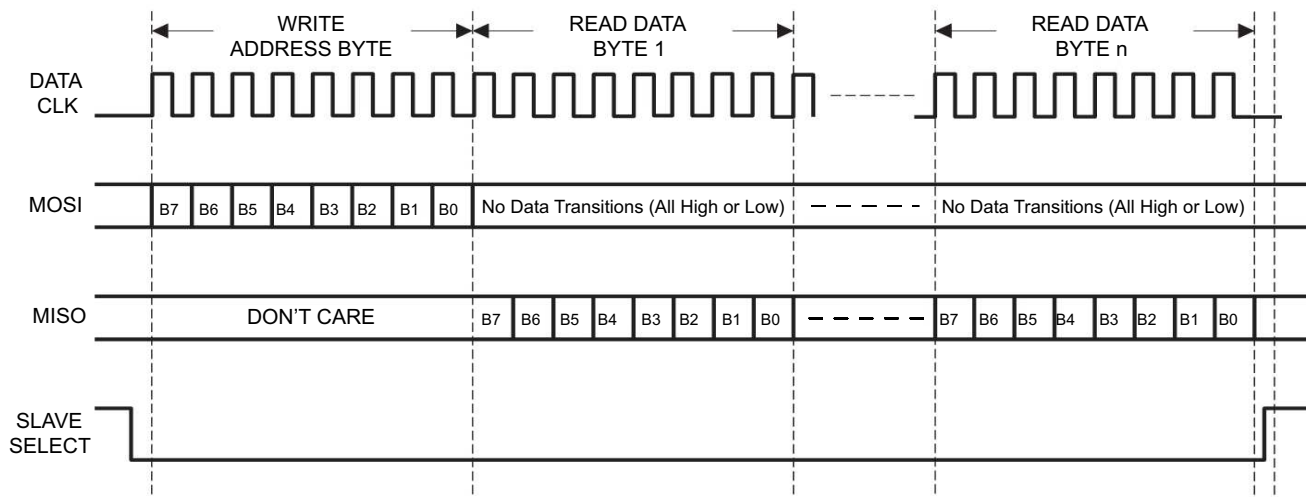 WRITE
ADDRESS BYTE
READ DATA
BYTE 1
READ DATA
BYTE n
DATA
CLK
MOSI
B7 B6 B5 B4 B3 B2 B1 B0 No Data Transitions (All High or Low) No Data Transitions (All High or Low)
MISO
DON'T CARE B7 B6 B5 B4 B3 B2 B1 B0 B7 B6 B5 B4 B3 B2 B1 B0
SLAVE
SELECT